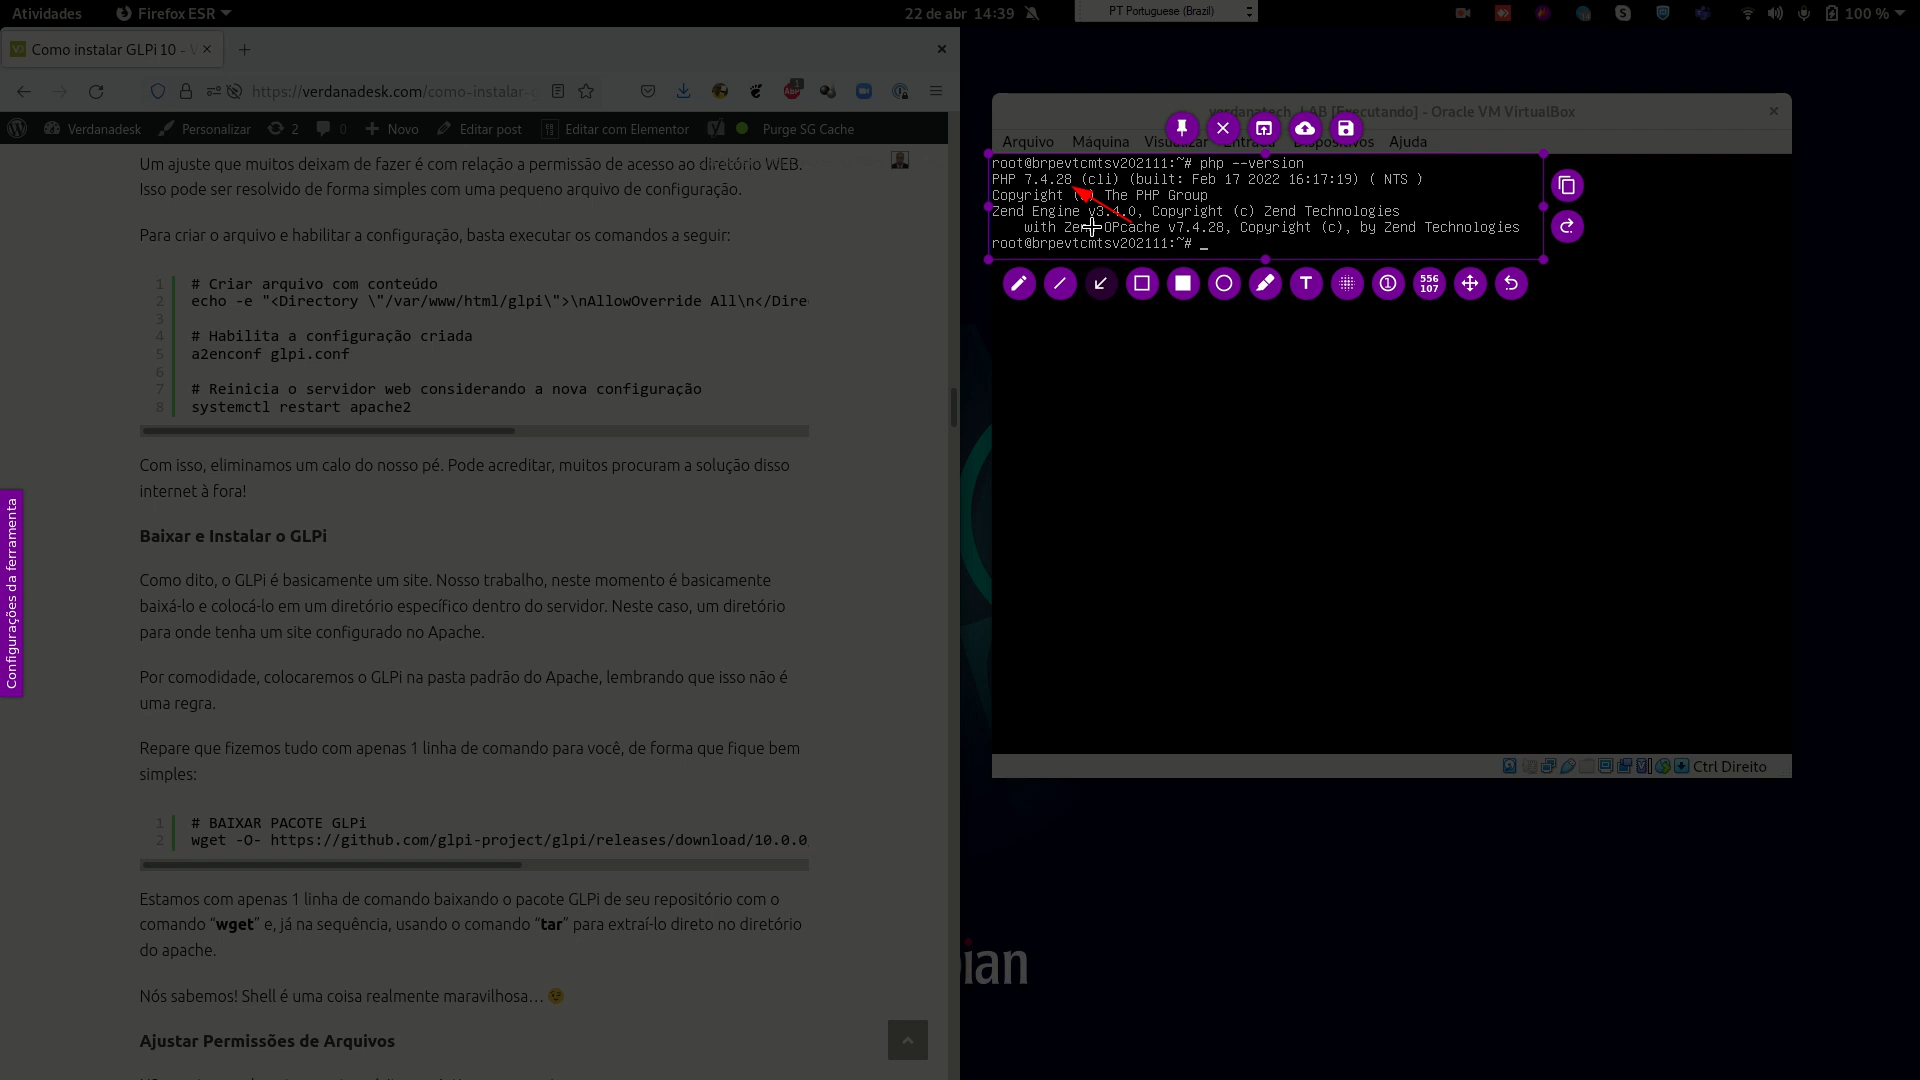 Atividades
Firefox ESR
22 de abr 14:39
PT Portuguese (Brazil)
100 %
Como instalar GLPi 10 - V
https://verdanadesk.com/como-instalar-g
Verdanadesk
Personalizar
2
0
Novo
Editar post
Editar com Elementor
Purge SG Cache
Um ajuste que muitos deixam de fazer é com relação a permissão de acesso ao diretório WEB.
Isso pode ser resolvido de forma simples com uma pequeno arquivo de configuração.
Para criar o arquivo e habilitar a configuração, basta executar os comandos a seguir:
1 # Criar arquivo com conteúdo
2 echo -e "<Directory \"/var/www/html/glpi\">\nAllowOverride All\n</Dire
3
4 # Habilita a configuração criada
5 a2enconf glpi.conf
6
7 # Reinicia o servidor web considerando a nova configuração
8 systemctl restart apache2
Com isso, eliminamos um calo do nosso pé. Pode acreditar, muitos procuram a solução disso
internet à fora!
Baixar e Instalar o GLPi
Como dito, o GLPi é basicamente um site. Nosso trabalho, neste momento é basicamente
baixá-lo e colocá-lo em um diretório específico dentro do servidor. Neste caso, um diretório
para onde tenha um site configurado no Apache.
Por comodidade, colocaremos o GLPi na pasta padrão do Apache, lembrando que isso não é
uma regra.
Repare que fizemos tudo com apenas 1 linha de comando para você, de forma que fique bem
simples:
1 # BAIXAR PACOTE GLPi
2 wget -O- https://github.com/glpi-project/glpi/releases/download/10.0.0
Estamos com apenas 1 linha de comando baixando o pacote GLPi de seu repositório com o
comando “wget” e, já na sequência, usando o comando “tar” para extraí-lo direto no diretório
do apache.
Nós sabemos! Shell é uma coisa realmente maravilhosa…
Ajustar Permissões de Arquivos
Configurações da ferramenta
verdanatech_LAB [Executando] - Oracle VM VirtualBox
Arquivo Máquina Visualizar Entrada Dispositivos Ajuda
root@brpevtcmtsv202111:~# php --version
PHP 7.4.28 (cli) (built: Feb 17 2022 16:17:19) ( NTS )
Copyright (c) The PHP Group
Zend Engine v3.4.0, Copyright (c) Zend Technologies
with Zend OPcache v7.4.28, Copyright (c), by Zend Technologies
root@brpevtcmtsv202111:~# _
T
1
556
107
Ctrl Direito
ian